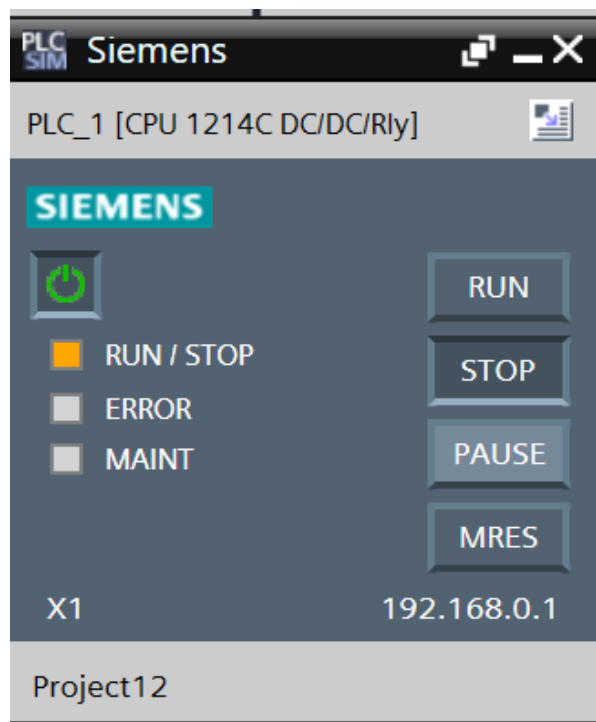 PLC SIM Siemens
PLC_1 [CPU 1214C DC/DC/Rly]
SIEMENS
RUN
RUN / STOP
STOP
ERROR
MAINT
PAUSE
MRES
X1 192.168.0.1
Project12